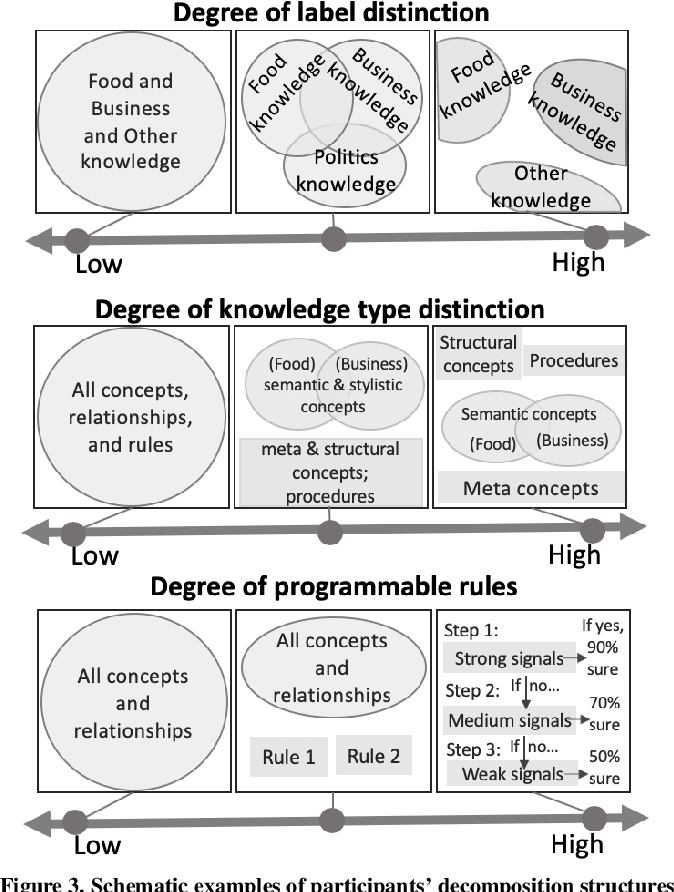 Degree of label distinction
Food and
Business
and Other
knowledge
Food
knowledge
Business
knowledge
Politics
knowledge
Food
knowledge
Business
knowledge
Other
knowledge
Low
High
Degree of knowledge type distinction
All concepts,
relationships,
and rules
(Food) (Business)
semantic & stylistic
concepts
meta & structural
concepts;
procedures
Structural
concepts
Procedures
Semantic concepts
(Food) (Business)
Meta concepts
Low
High
Degree of programmable rules
All concepts
and
relationships
All concepts
and
relationships
Rule 1 Rule 2
Step 1:
If yes,
90%
sure
Strong signals
Step 2: If no...
70%
sure
Medium signals
Step 3: If no...
50%
sure
Weak signals
Low
High
Figure 3. Schematic examples of participants’ decomposition structures